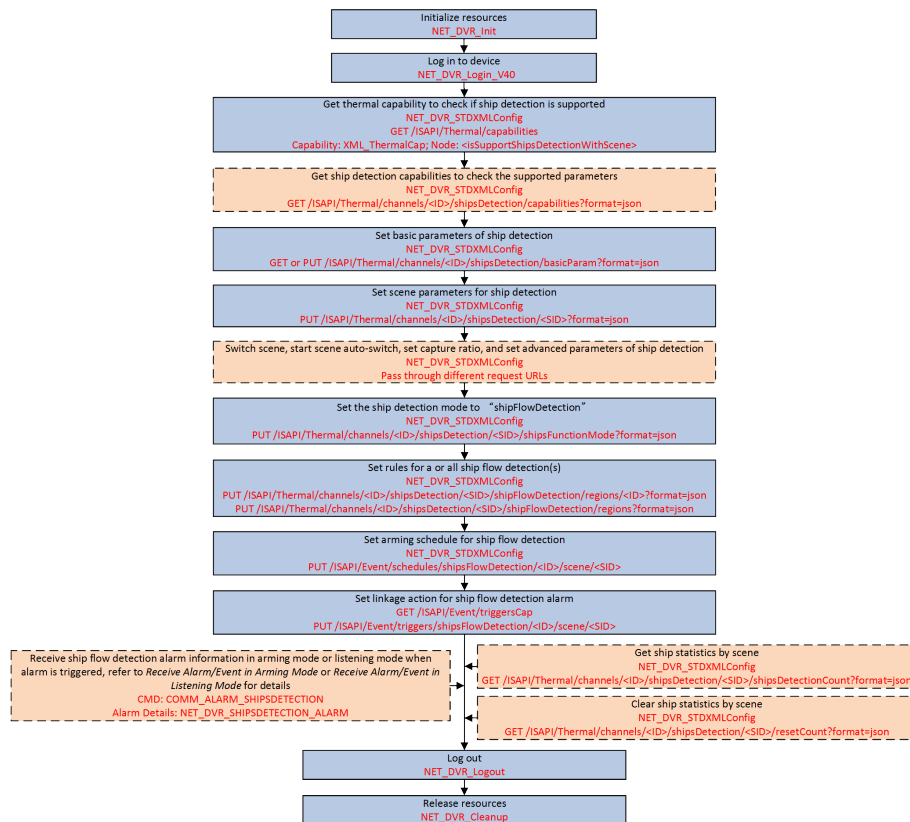 Initialize resources
NET_DVR_Init
Log in to device
NET_DVR_Login_V40
Get thermal capability to check if ship detection is supported
NET_DVR_STDXMLConfig
GET /ISAPI/Thermal/capabilities
Capability: XML_ThermalCap; Node: <isSupportShipsDetectionWithScene>
Get ship detection capabilities to check the supported parameters
NET_DVR_STDXMLConfig
GET /ISAPI/Thermal/channels/<ID>/shipsDetection/capabilities?format=json
Set basic parameters of ship detection
NET_DVR_STDXMLConfig
GET or PUT /ISAPI/Thermal/channels/<ID>/shipsDetection/basicParam?format=json
Set scene parameters for ship detection
NET_DVR_STDXMLConfig
PUT /ISAPI/Thermal/channels/<ID>/shipsDetection/<SID>?format=json
Switch scene, start scene auto-switch, set capture ratio, and set advanced parameters of ship detection
NET_DVR_STDXMLConfig
Pass through different request URLs
Set the ship detection mode to “shipFlowDetection”
NET_DVR_STDXMLConfig
PUT /ISAPI/Thermal/channels/<ID>/shipsDetection/<SID>/shipsFunctionMode?format=json
Set rules for a or all ship flow detection(s)
NET_DVR_STDXMLConfig
PUT /ISAPI/Thermal/channels/<ID>/shipsDetection/<SID>/shipFlowDetection/regions/<ID>?format=json
PUT /ISAPI/Thermal/channels/<ID>/shipsDetection/<SID>/shipFlowDetection/regions?format=json
Set arming schedule for ship flow detection
NET_DVR_STDXMLConfig
PUT /ISAPI/Event/schedules/shipsFlowDetection/<ID>/scene/<SID>
Set linkage action for ship flow detection alarm
GET /ISAPI/Event/triggersCap
PUT /ISAPI/Event/triggers/shipsFlowDetection/<ID>/scene/<SID>
Receive ship flow detection alarm information in arming mode or listening mode when
alarm is triggered, refer to Receive Alarm/Event in Arming Mode or Receive Alarm/Event in
Listening Mode for details
CMD: COMM_ALARM_SHIPSDETECTION
Alarm Details: NET_DVR_SHIPSDETECTION_ALARM
Get ship statistics by scene
NET_DVR_STDXMLConfig
GET /ISAPI/Thermal/channels/<ID>/shipsDetection/<SID>/shipsDetectionCount?format=json
Clear ship statistics by scene
NET_DVR_STDXMLConfig
GET /ISAPI/Thermal/channels/<ID>/shipsDetection/<SID>/resetCount?format=json
Log out
NET_DVR_Logout
Release resources
NET_DVR_Cleanup